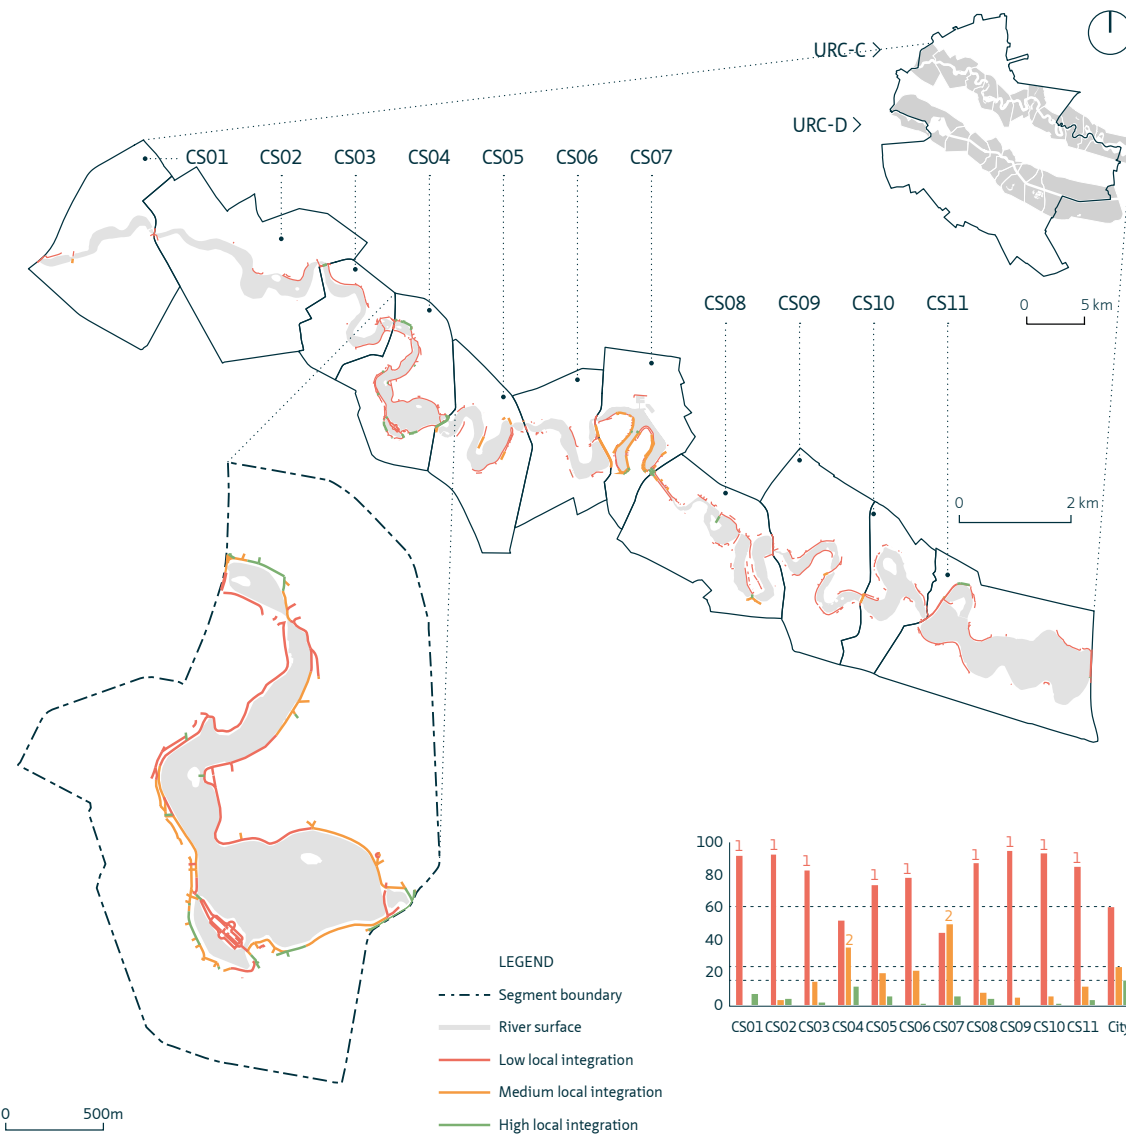 URC-C
URC-D
CS01 CS02 CS03 CS04 CS05 CS06 CS07
CS08 CS09 CS10 CS11
0 5 km
0 2 km
100
80
60
40
20
0
1 1 1 2 1 1 2 1 1 1 1
CS01 CS02 CS03 CS04 CS05 CS06 CS07 CS08 CS09 CS10 CS11 City
LEGEND
Segment boundary
River surface
Low local integration
Medium local integration
High local integration
0 500m